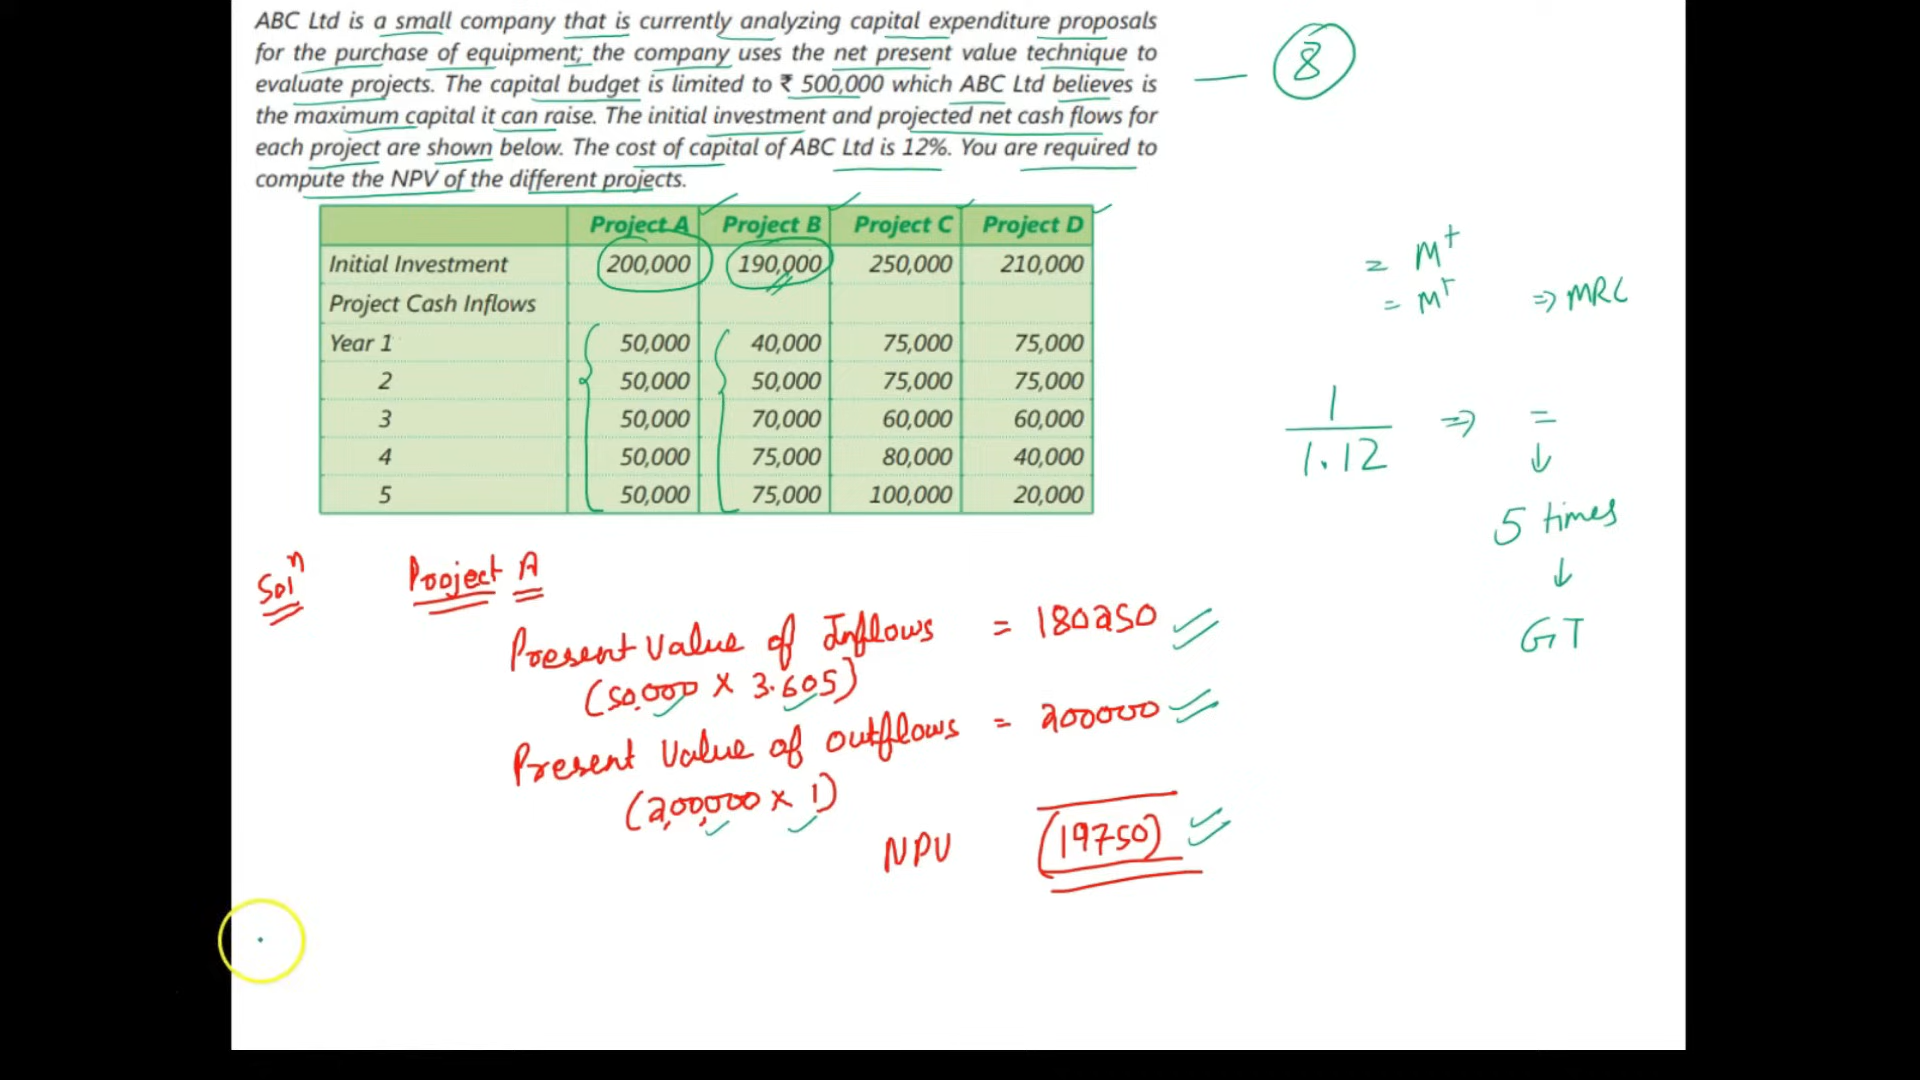 ABC Ltd is a small company that is currently analyzing capital expenditure proposals
for the purchase of equipment; the company uses the net present value technique to
evaluate projects. The capital budget is limited to ₹ 500,000 which ABC Ltd believes is
the maximum capital it can raise. The initial investment and projected net cash flows for
each project are shown below. The cost of capital of ABC Ltd is 12%. You are required to
compute the NPV of the different projects.
8
Project A Project B Project C Project D
Initial Investment 200,000 190,000 250,000 210,000
Project Cash Inflows
Year 1 50,000 40,000 75,000 75,000
2 50,000 50,000 75,000 75,000
3 50,000 70,000 60,000 60,000
4 50,000 75,000 80,000 40,000
5 50,000 75,000 100,000 20,000
= M+
= M+ ⇒ MRC
1
1.12 ⇒ =
↓
5 times
↓
GT
Solⁿ Project A
Present Value of Inflows = 180250
(50,000 × 3.605)
Present Value of outflows = 200000
(2,00,000 × 1)
NPV (19750)